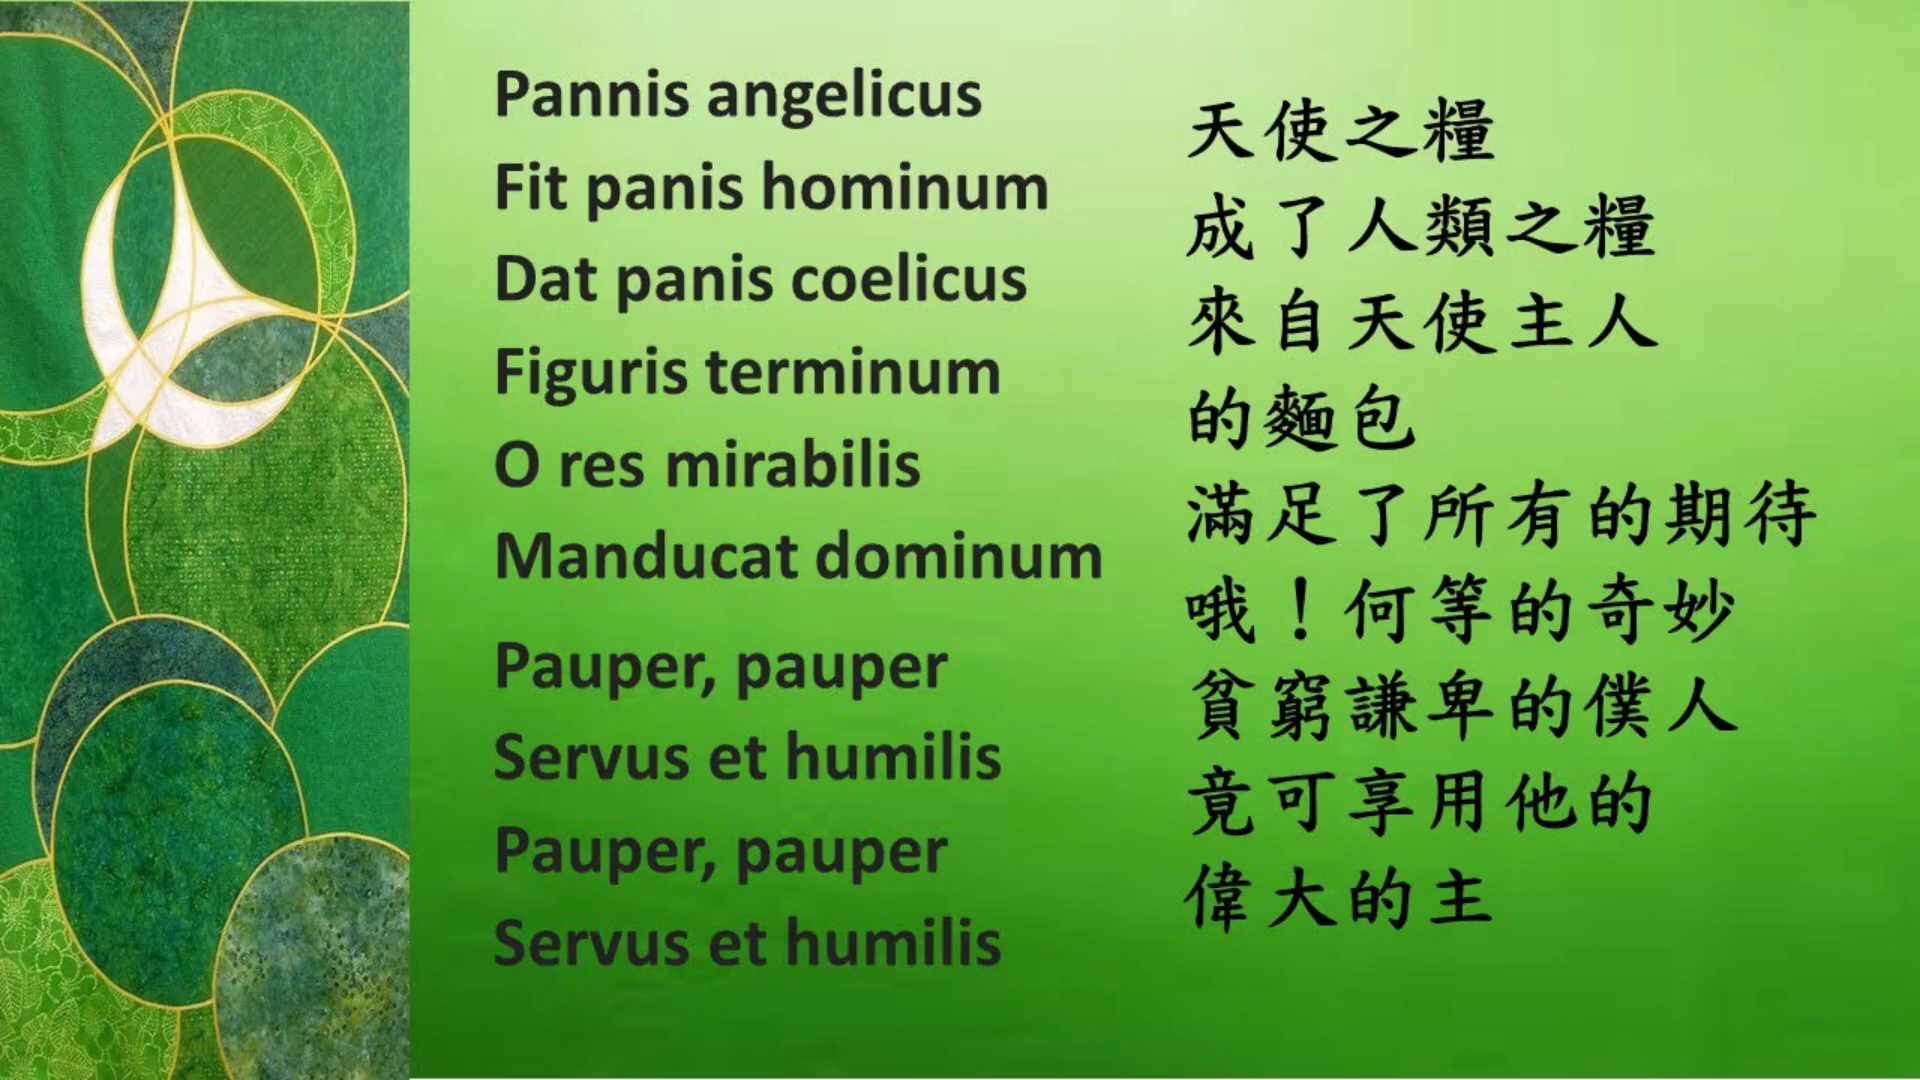 Pannis angelicus
Fit panis hominum
Dat panis coelicus
Figuris terminum
O res mirabilis
Manducat dominum
Pauper, pauper
Servus et humilis
Pauper, pauper
Servus et humilis
天使之糧
成了人類之糧
來自天使主人
的麵包
滿足了所有的期待
哦！何等的奇妙
貧窮謙卑的僕人
竟可享用他的
偉大的主